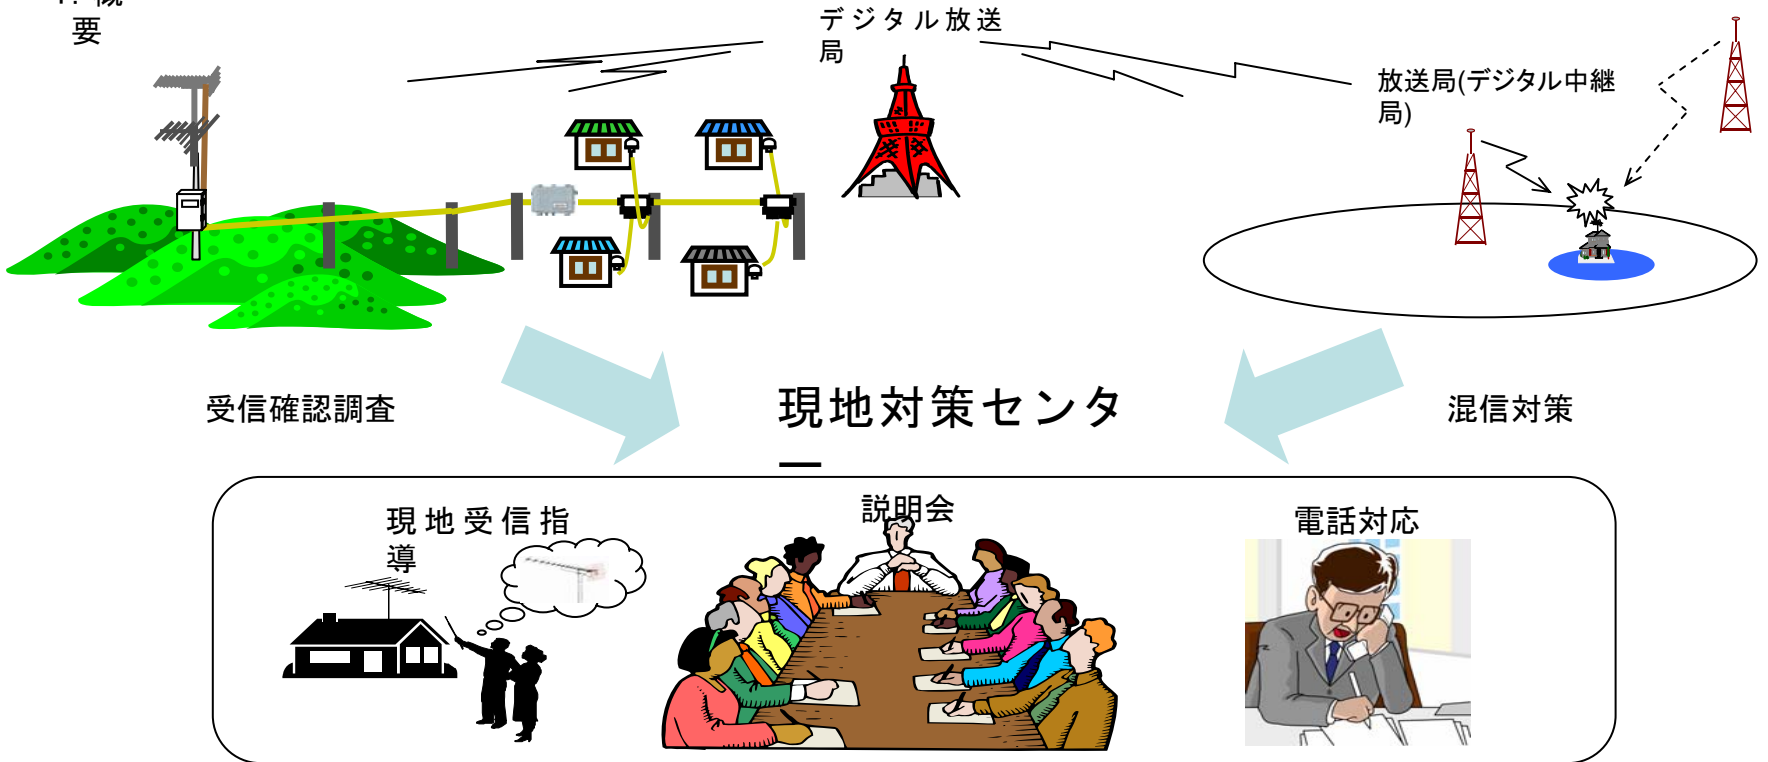 1. 概
要
デジタル放送
局
放送局(デジタル中継
局)
受信確認調査
現地対策センタ
ー
混信対策
現地受信指
導
説明会
電話対応